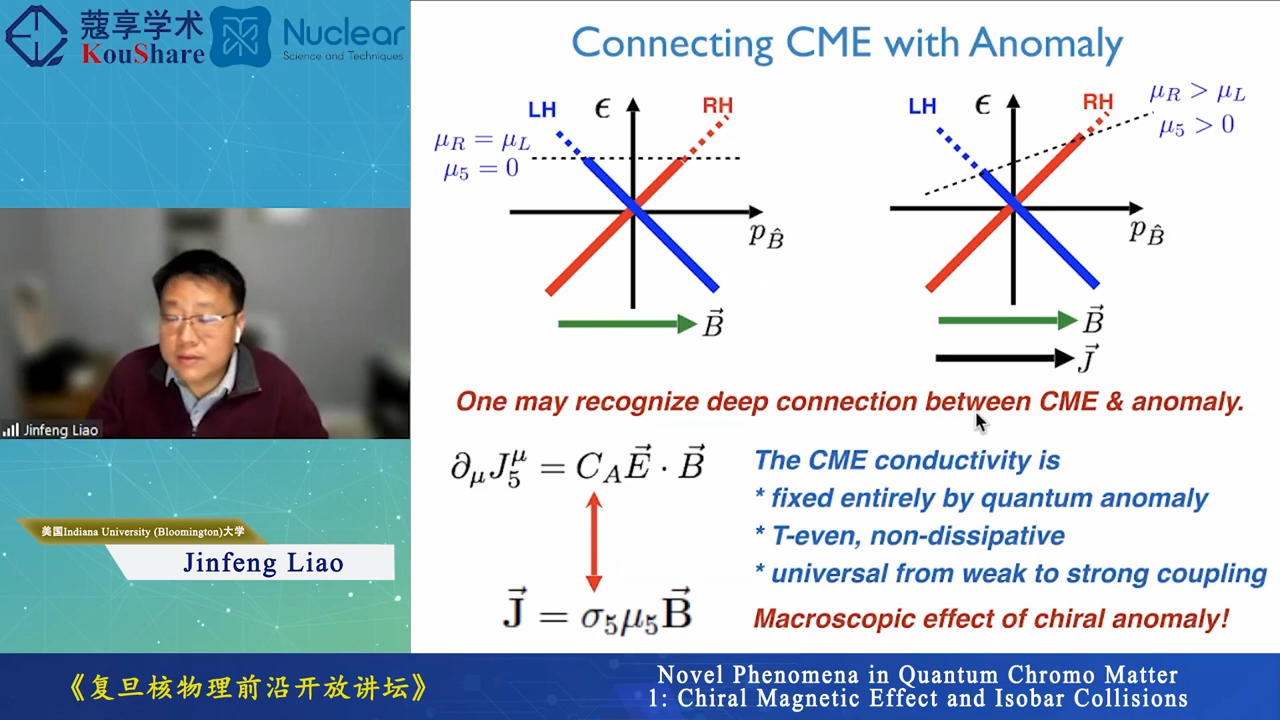 蔻享学术
KouShare
Nuclear
Science and Techniques
Connecting CME with Anomaly
LH
ϵ
RH
μ_R = μ_L
μ_5 = 0
p_B̂
B⃗
LH
ϵ
RH
μ_R > μ_L
μ_5 > 0
p_B̂
B⃗
J⃗
One may recognize deep connection between CME & anomaly.
∂_μ J_5^μ = C_A E⃗ · B⃗
J⃗ = σ_5 μ_5 B⃗
The CME conductivity is
* fixed entirely by quantum anomaly
* T-even, non-dissipative
* universal from weak to strong coupling
Macroscopic effect of chiral anomaly!
Jinfeng Liao
美国Indiana University (Bloomington)大学
Jinfeng Liao
《复旦核物理前沿开放讲坛》
Novel Phenomena in Quantum Chromo Matter
1: Chiral Magnetic Effect and Isobar Collisions